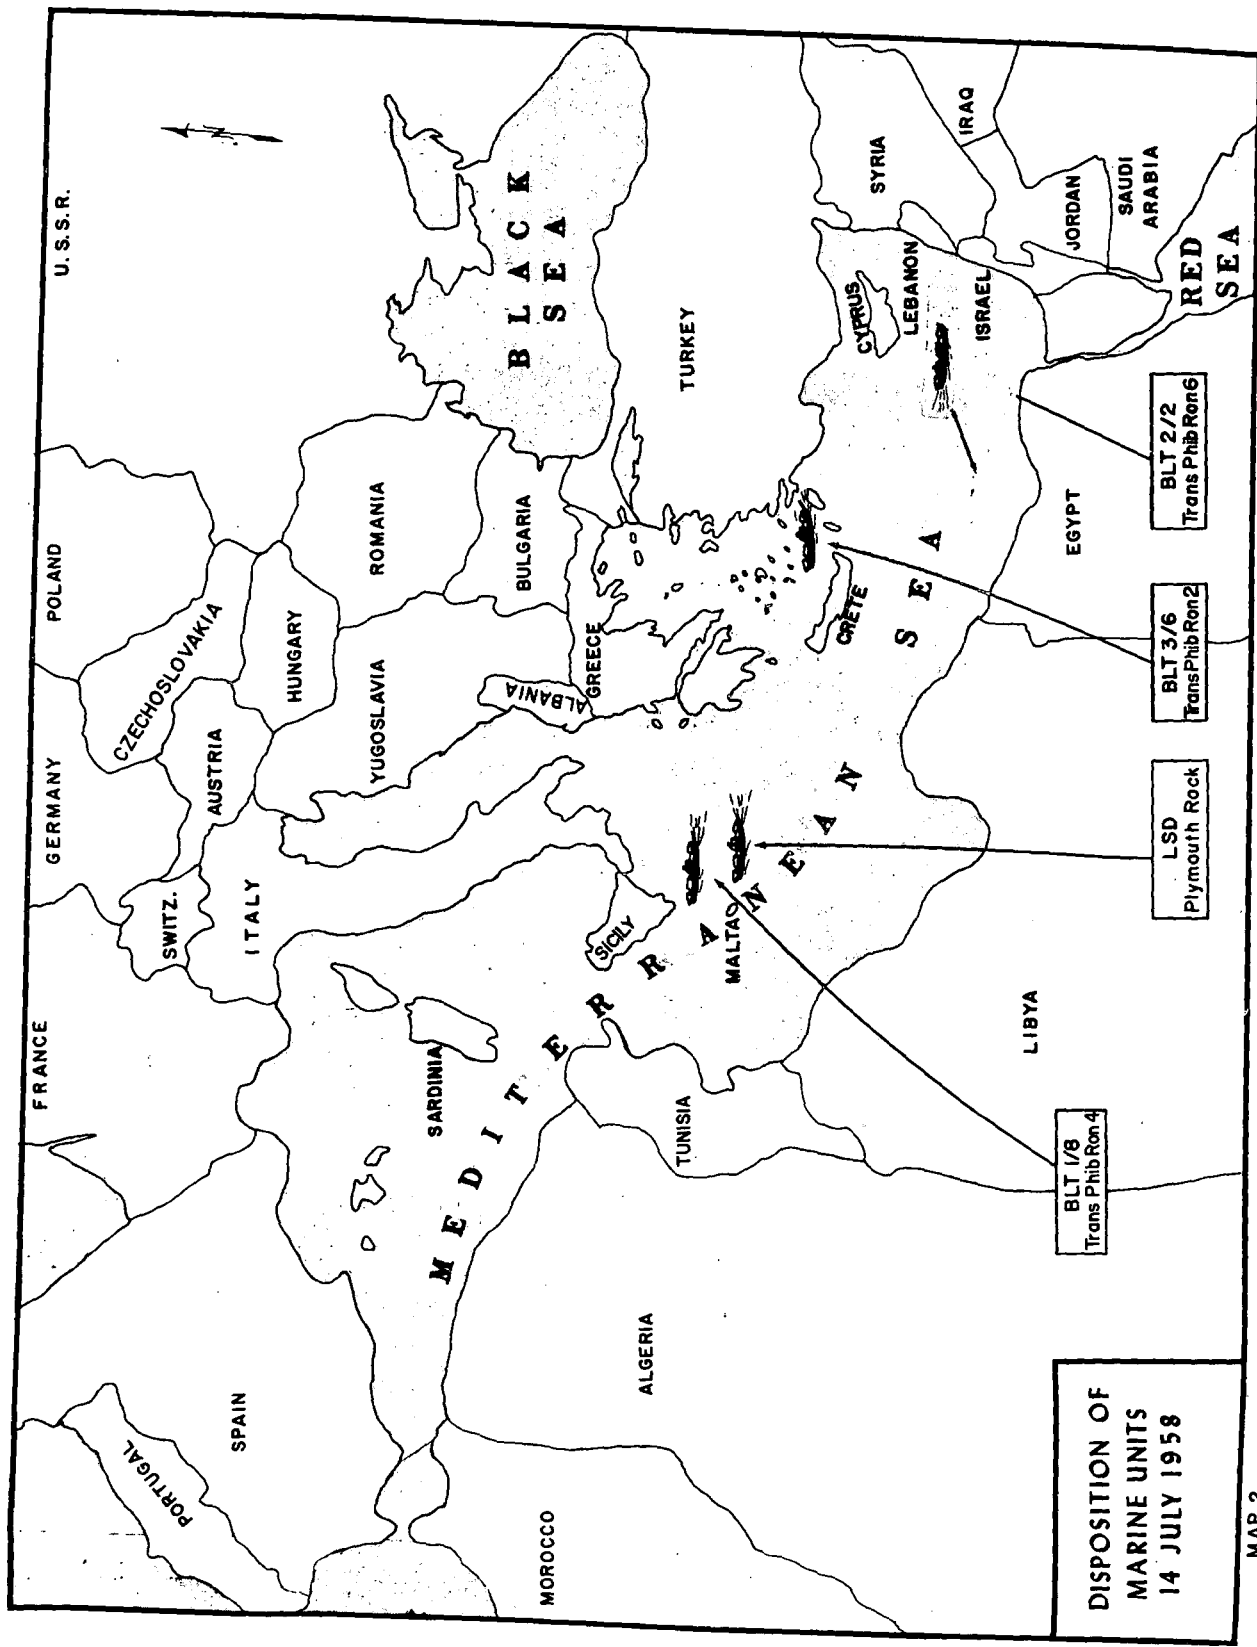 U.S.S.R.
POLAND
GERMANY
FRANCE
CZECHOSLOVAKIA
AUSTRIA
SWITZ.
HUNGARY
ROMANIA
ITALY
YUGOSLAVIA
BULGARIA
ALBANIA
GREECE
BLACK
SEA
TURKEY
PORTUGAL
SPAIN
SARDINIA
SICILY
MALTA
CRETE
CYPRUS
MEDITERRANEAN
SEA
SYRIA
IRAQ
LEBANON
ISRAEL
JORDAN
SAUDI
ARABIA
RED
SEA
MOROCCO
ALGERIA
TUNISIA
LIBYA
EGYPT
BLT 1/8
Trans Phib Ron 4
LSD
Plymouth Rock
BLT 3/6
Trans Phib Ron 2
BLT 2/2
Trans Phib Ron 6
DISPOSITION OF
MARINE UNITS
14 JULY 1958
MAP 2